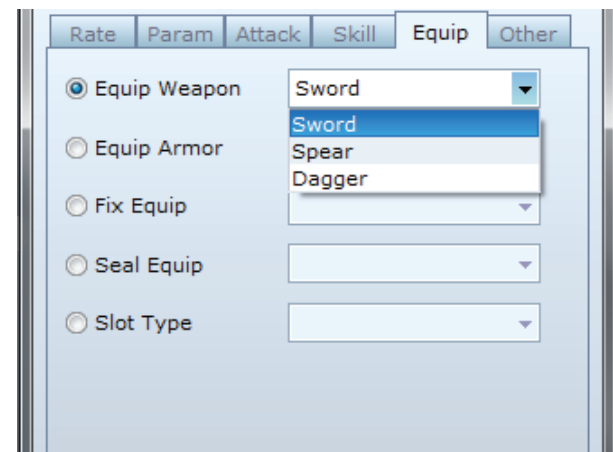 Rate Param Attack Skill Equip Other
Equip Weapon Sword
Sword
Equip Armor Spear
Dagger
Fix Equip
Seal Equip
Slot Type